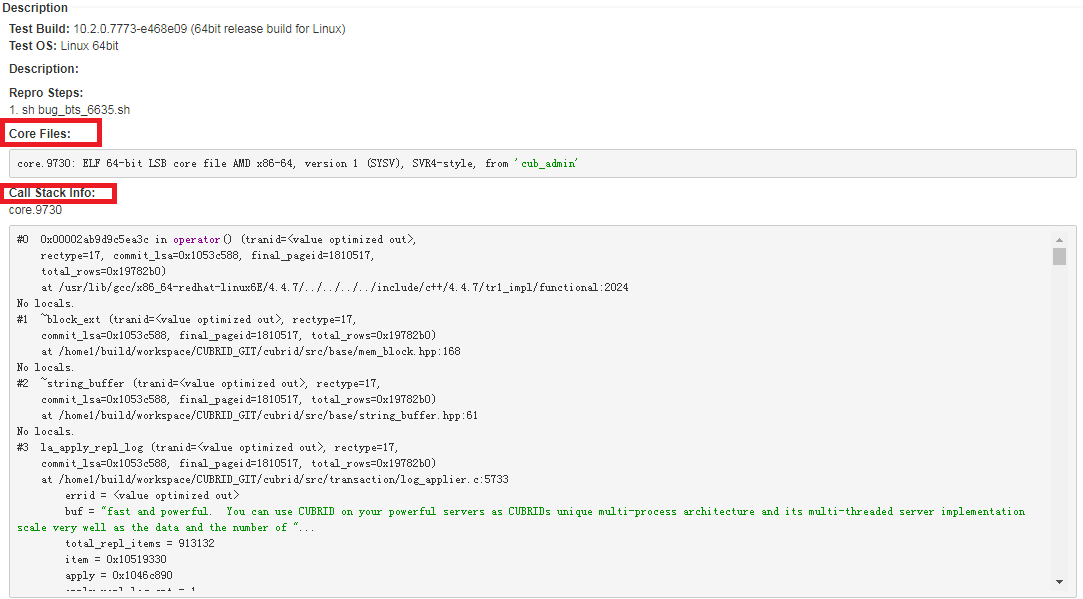 Description
Test Build: 10.2.0.7773-e468e09 (64bit release build for Linux)
Test OS: Linux 64bit
Description:
Repro Steps:
1. sh bug_bts_6635.sh
Core Files:
core.9730: ELF 64-bit LSB core file AMD x86-64, version 1 (SYSV), SVR4-style, from 'cub_admin'
Call Stack Info:
core.9730
#0  0x00002ab9d9c5ea3c in operator() (tranid=<value optimized out>,
rectype=17, commit_lsa=0x1053c588, final_pageid=1810517,
total_rows=0x19782b0)
at /usr/lib/gcc/x86_64-redhat-linux6E/4.4.7/../../../../include/c++/4.4.7/tr1_impl/functional:2024
No locals.
#1  ~block_ext (tranid=<value optimized out>, rectype=17,
commit_lsa=0x1053c588, final_pageid=1810517, total_rows=0x19782b0)
at /home1/build/workspace/CUBRID_GIT/cubrid/src/base/mem_block.hpp:168
No locals.
#2  ~string_buffer (tranid=<value optimized out>, rectype=17,
commit_lsa=0x1053c588, final_pageid=1810517, total_rows=0x19782b0)
at /home1/build/workspace/CUBRID_GIT/cubrid/src/base/string_buffer.hpp:61
No locals.
#3  la_apply_repl_log (tranid=<value optimized out>, rectype=17,
commit_lsa=0x1053c588, final_pageid=1810517, total_rows=0x19782b0)
at /home1/build/workspace/CUBRID_GIT/cubrid/src/transaction/log_applier.c:5733
errid = <value optimized out>
buf = "fast and powerful.  You can use CUBRID on your powerful servers as CUBRIDs unique multi-process architecture and its multi-threaded server implementation
scale very well as the data and the number of "...
total_repl_items = 913132
item = 0x10519330
apply = 0x1046c890